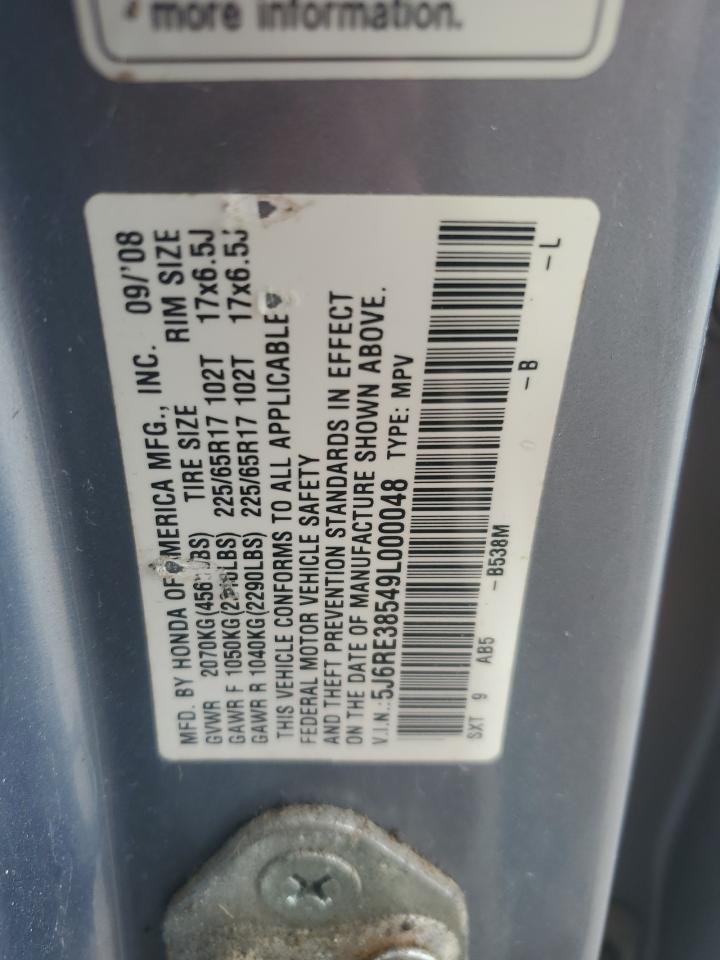 more information.
MFD. BY HONDA OF AMERICA MFG., INC. 09/'08
GVWR 2070KG TIRE SIZE RIM SIZE
GAWR F 1050KG 225/65R17 102T 17x6.5J
GAWR R 1040KG(2290LBS) 225/65R17 102T 17x6.5J
THIS VEHICLE CONFORMS TO ALL APPLICABLE
FEDERAL MOTOR VEHICLE SAFETY
AND THEFT PREVENTION STANDARDS IN EFFECT
ON THE DATE OF MANUFACTURE SHOWN ABOVE.
V.I.N.:5J6RE38549L000048 TYPE: MPV
SXT 9 AB5 -B538M -B -L